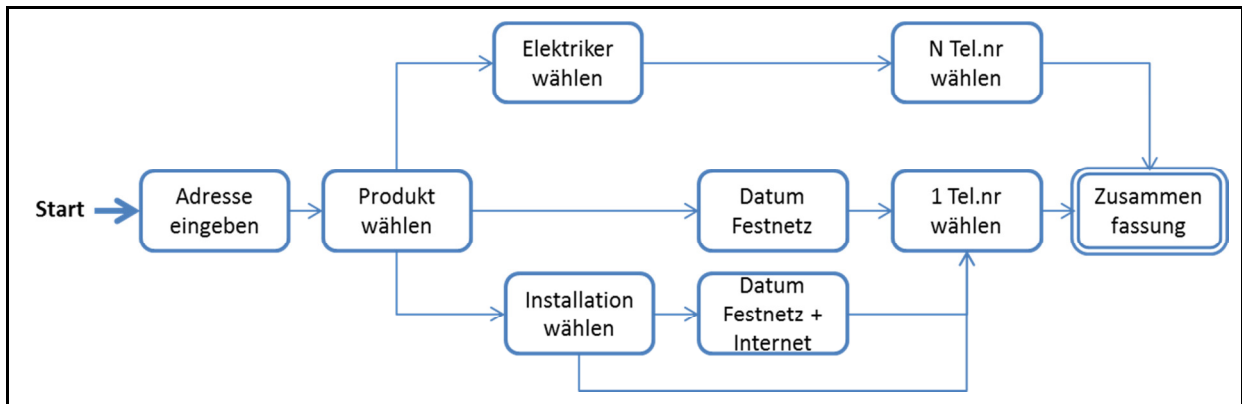 Elektriker
wählen
N Tel.nr
wählen
Start
Adresse
eingeben
Produkt
wählen
Datum
Festnetz
1 Tel.nr
wählen
Zusammen
fassung
Installation
wählen
Datum
Festnetz +
Internet